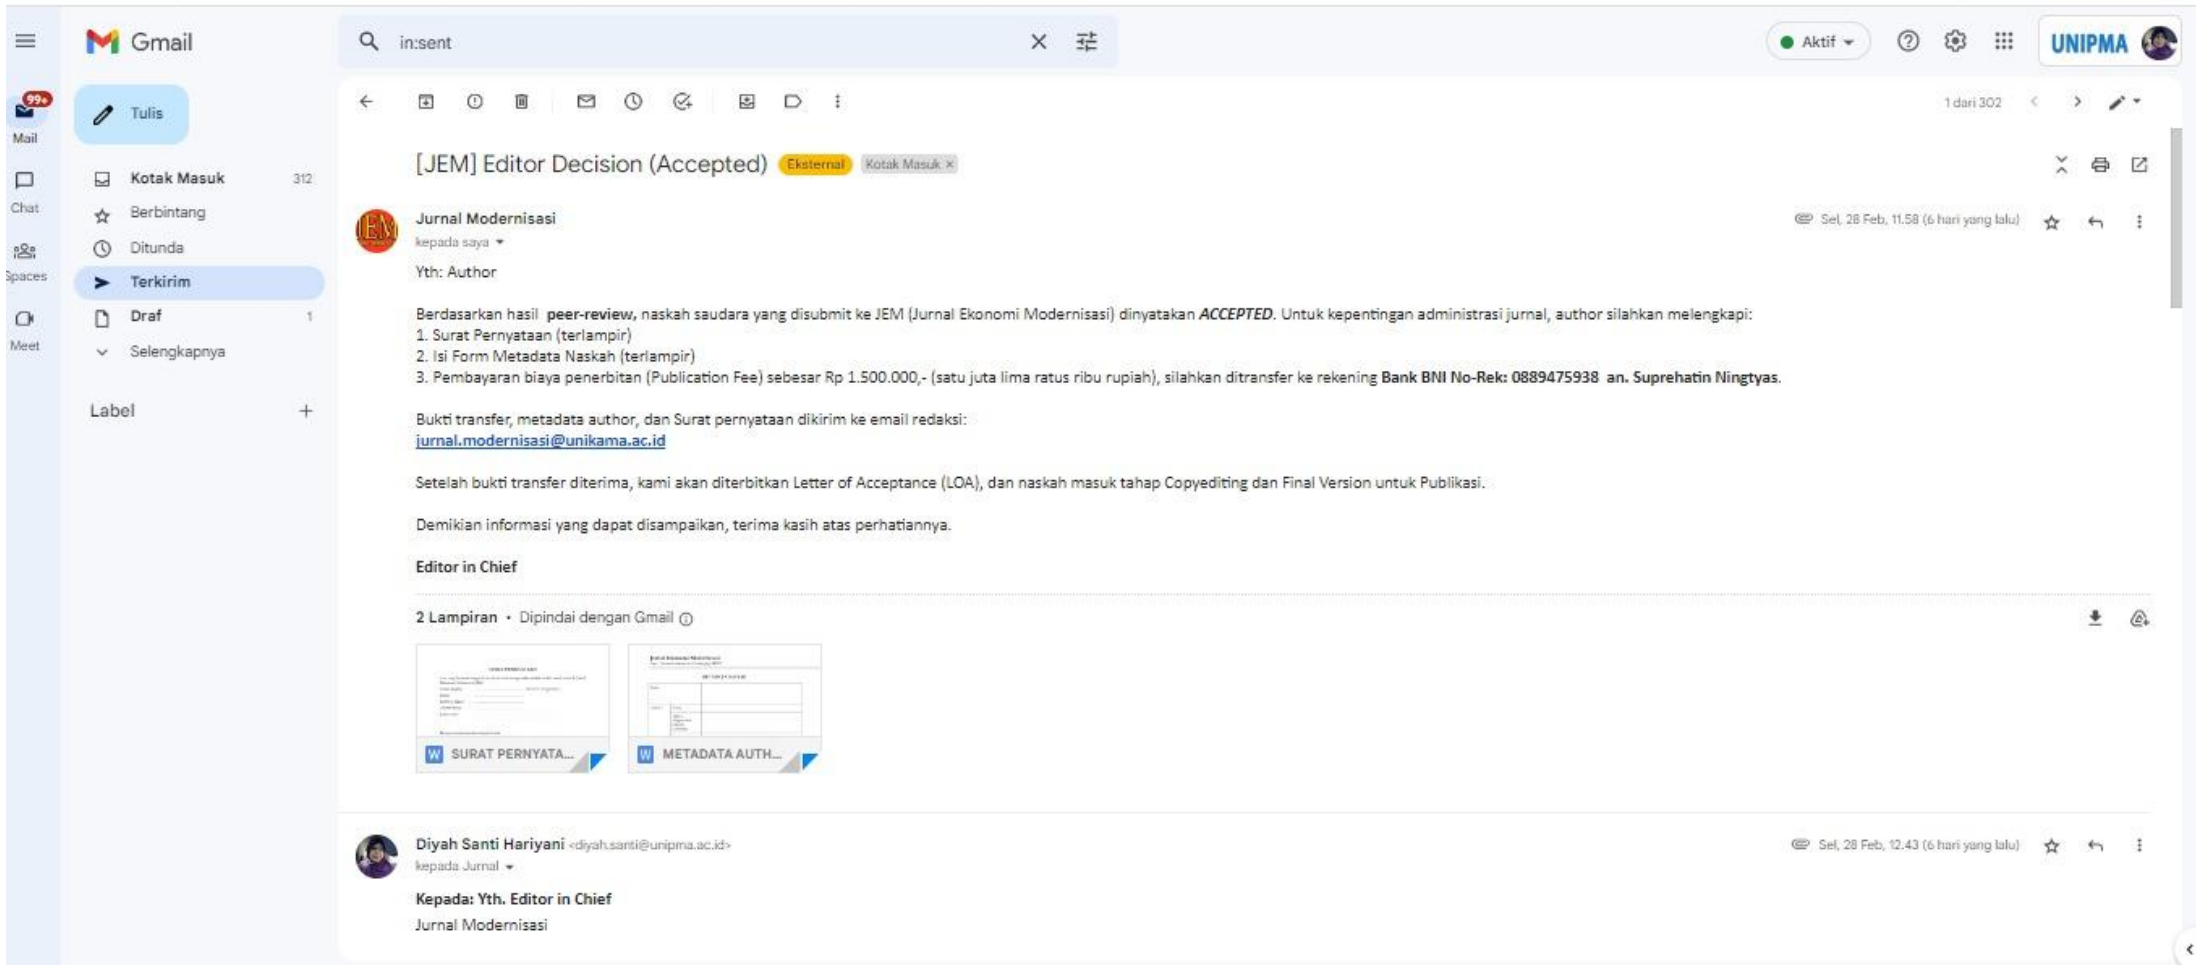 Gmail
in:sent
Aktif
UNIPMA
99+
Mail
Chat
Spaces
Meet
Tulis
Kotak Masuk 312
Berbintang
Ditunda
Terkirim
Draf 1
Selengkapnya
Label
1 dari 302
[JEM] Editor Decision (Accepted) Eksternal Kotak Masuk ×
Jurnal Modernisasi
Sel, 28 Feb, 11.58 (6 hari yang lalu)
kepada saya
Yth: Author
Berdasarkan hasil peer-review, naskah saudara yang disubmit ke JEM (Jurnal Ekonomi Modernisasi) dinyatakan ACCEPTED. Untuk kepentingan administrasi jurnal, author silahkan melengkapi:
1. Surat Pernyataan (terlampir)
2. Isi Form Metadata Naskah (terlampir)
3. Pembayaran biaya penerbitan (Publication Fee) sebesar Rp 1.500.000,- (satu juta lima ratus ribu rupiah), silahkan ditransfer ke rekening Bank BNI No-Rek: 0889475938 an. Suprehatin Ningtyas.
Bukti transfer, metadata author, dan Surat pernyataan dikirim ke email redaksi:
jurnal.modernisasi@unikama.ac.id
Setelah bukti transfer diterima, kami akan diterbitkan Letter of Acceptance (LOA), dan naskah masuk tahap Copyediting dan Final Version untuk Publikasi.
Demikian informasi yang dapat disampaikan, terima kasih atas perhatiannya.
Editor in Chief
2 Lampiran • Dipindai dengan Gmail
W SURAT PERNYATA...
W METADATA AUTH...
Diyah Santi Hariyani <diyah.santi@unipma.ac.id>
Sel, 28 Feb, 12.43 (6 hari yang lalu)
kepada Jurnal
Kepada: Yth. Editor in Chief
Jurnal Modernisasi